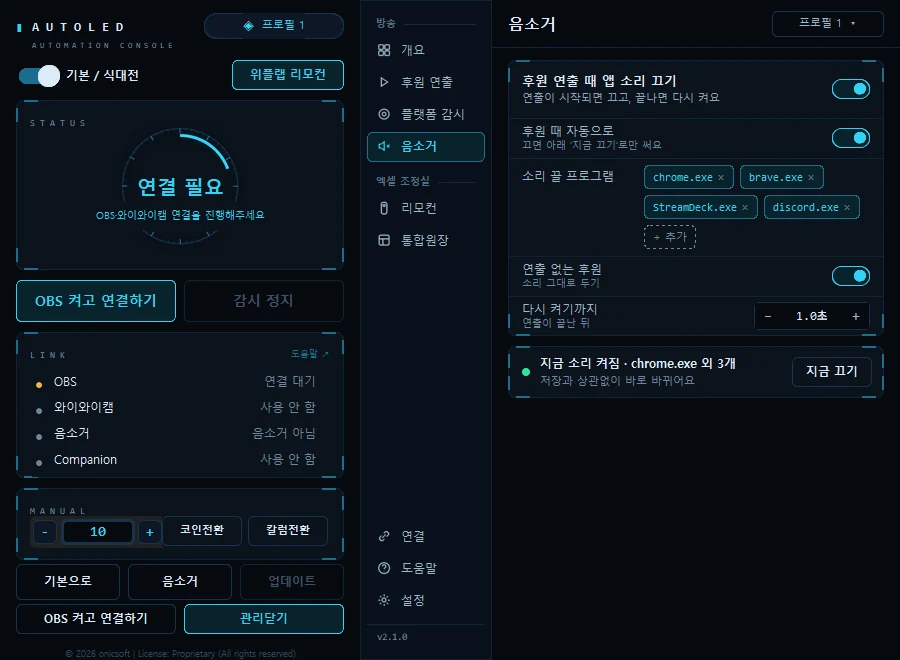 AUTOLED
AUTOMATION CONSOLE
프로필 1
기본 / 식대전
위플랩 리모컨
STATUS
연결 필요
OBS·와이와이캠 연결을 진행해주세요
OBS 켜고 연결하기
감시 정지
LINK
도움말 ↗
OBS
연결 대기
와이와이캠
사용 안 함
음소거
음소거 아님
Companion
사용 안 함
MANUAL
-
10
+
코인전환
칼럼전환
기본으로
음소거
업데이트
OBS 켜고 연결하기
관리닫기
© 2026 onicsoft | License: Proprietary (All rights reserved)
방송
개요
후원 연출
플랫폼 감시
음소거
엑셀 조정실
리모컨
통합원장
연결
도움말
설정
v2.1.0
음소거
프로필 1 ▾
후원 연출 때 앱 소리 끄기
연출이 시작되면 끄고, 끝나면 다시 켜요
후원 때 자동으로
끄면 아래 '지금 끄기'로만 써요
소리 끌 프로그램
chrome.exe ×
brave.exe ×
StreamDeck.exe ×
discord.exe ×
+ 추가
연출 없는 후원
소리 그대로 두기
다시 켜기까지
연출이 끝난 뒤
−
1.0초
+
지금 소리 켜짐 · chrome.exe 외 3개
저장과 상관없이 바로 바뀌어요
지금 끄기